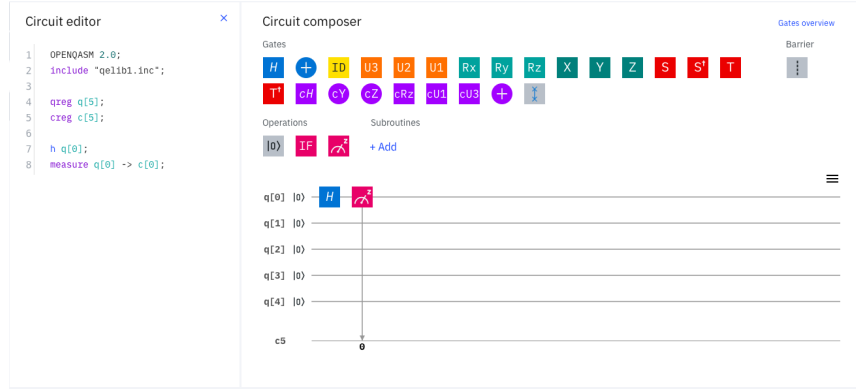 Circuit editor ×
1 OPENQASM 2.0;
2 include "qelib1.inc";
3
4 qreg q[5];
5 creg c[5];
6
7 h q[0];
8 measure q[0] -> c[0];
Circuit composer
Gates overview
Gates
Barrier
H + ID U3 U2 U1 Rx Ry Rz X Y Z S S† T
T† cH cY cZ cRz cU1 cU3 +
Operations Subroutines
|0⟩ IF z + Add
q[0] |0⟩ H z
q[1] |0⟩
q[2] |0⟩
q[3] |0⟩
q[4] |0⟩
c5
0